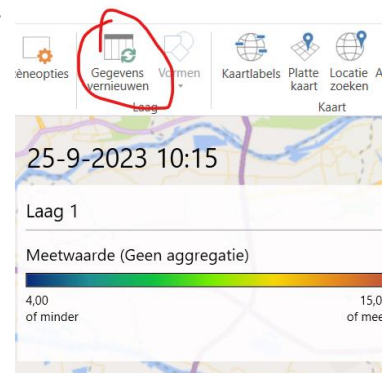 èneopties Gegevens vernieuwen Vormen Kaartlabels Platte kaart Locatie zoeken A
Laag Kaart
25-9-2023 10:15
Laag 1
Meetwaarde (Geen aggregatie)
4,00 15,0
of minder of mee